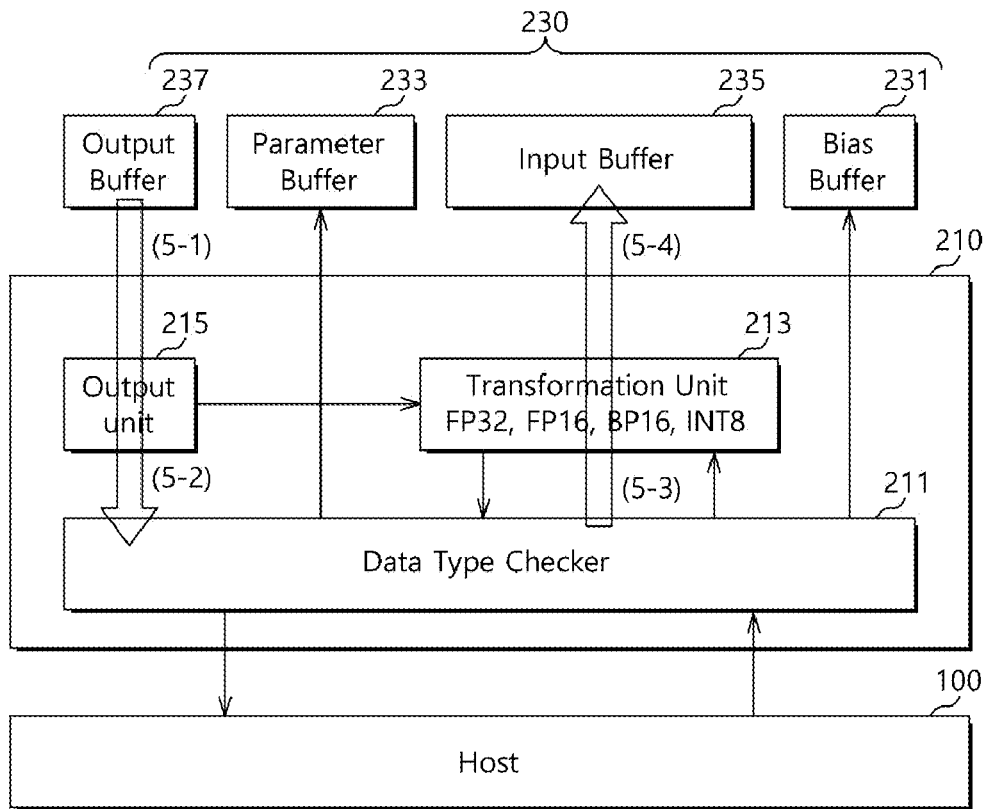 230
237
233
235
231
Output
Buffer
Parameter
Buffer
Input Buffer
Bias
Buffer
(5-1)
(5-4)
210
215
213
Output
unit
Transformation Unit
FP32, FP16, BP16, INT8
(5-2)
(5-3)
211
Data Type Checker
100
Host